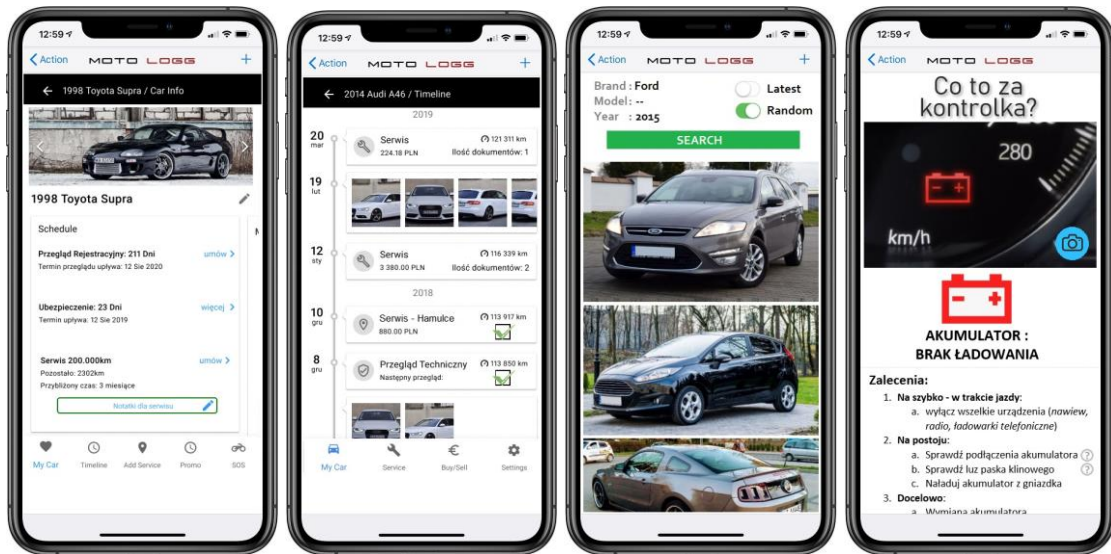 12:59
Action
MOTO LOGG
+
1998 Toyota Supra / Car Info
1998 Toyota Supra
Schedule
Przegląd Rejestracyjny: 211 Dni
umów >
Termin przeglądu upływa: 12 Sie 2020
Ubezpieczenie: 23 Dni
więcej >
Termin upływa: 12 Sie 2019
Serwis 200.000km
umów >
Pozostało: 2302km
Przybliżony czas: 3 miesiące
Notatki dla serwisu
My Car
Timeline
Add Service
Promo
SOS
12:59
Action
MOTO LOGG
+
2014 Audi A46 / Timeline
2019
20
mar
Serwis
121 311 km
224.18 PLN
Ilość dokumentów: 1
19
lut
12
sty
Serwis
116 339 km
3 380.00 PLN
Ilość dokumentów: 2
2018
10
gru
Serwis - Hamulce
113 917 km
880.00 PLN
8
gru
Przegląd Techniczny
113 850 km
Następny przegląd:
My Car
Service
Buy/Sell
Settings
12:59
Action
MOTO LOGG
+
Brand : Ford
Latest
Model: --
Random
Year : 2015
SEARCH
12:59
Action
MOTO LOGG
+
Co to za
kontrolka?
280
km/h
AKUMULATOR :
BRAK ŁADOWANIA
Zalecenia:
1. Na szybko - w trakcie jazdy:
a. wyłącz wszelkie urządzenia (nawiew,
radio, ładowarki telefoniczne)
2. Na postoju:
a. Sprawdź podłączenia akumulatora ?
b. Sprawdź luz paska klinowego ?
c. Naładuj akumulator z gniazdka
3. Docelowo:
a. Wymiana akumulatora